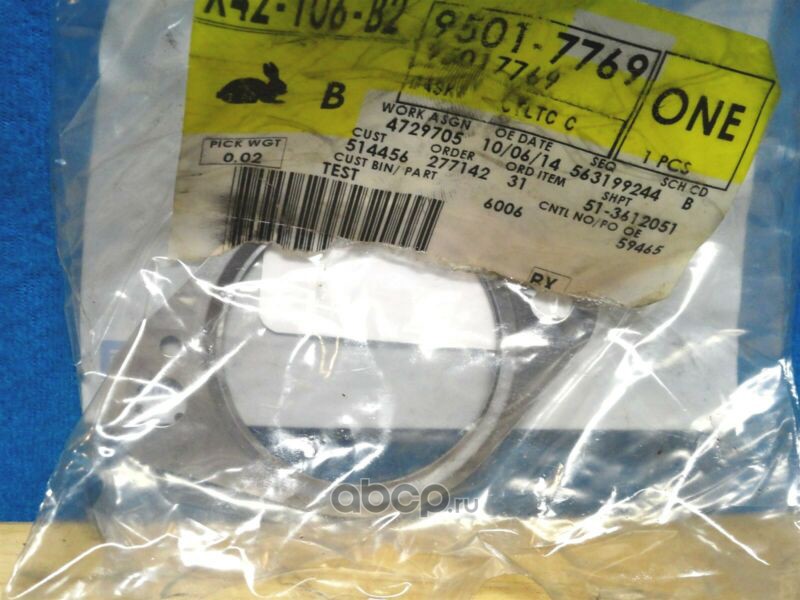 X42-106-B2
9501-7769
95017769
GASKET CTLTC C
B
ONE
1 PCS
PICK WGT
0.02
WORK ASGN OE DATE SEQ
4729705 10/06/14 563199244 SCH CD
CUST ORDER ORD ITEM SHPT B
514456 277142 31 51-3612051
CUST BIN/ PART CNTL NO/PO OE
TEST 6006 59465
RX
abcp.ru